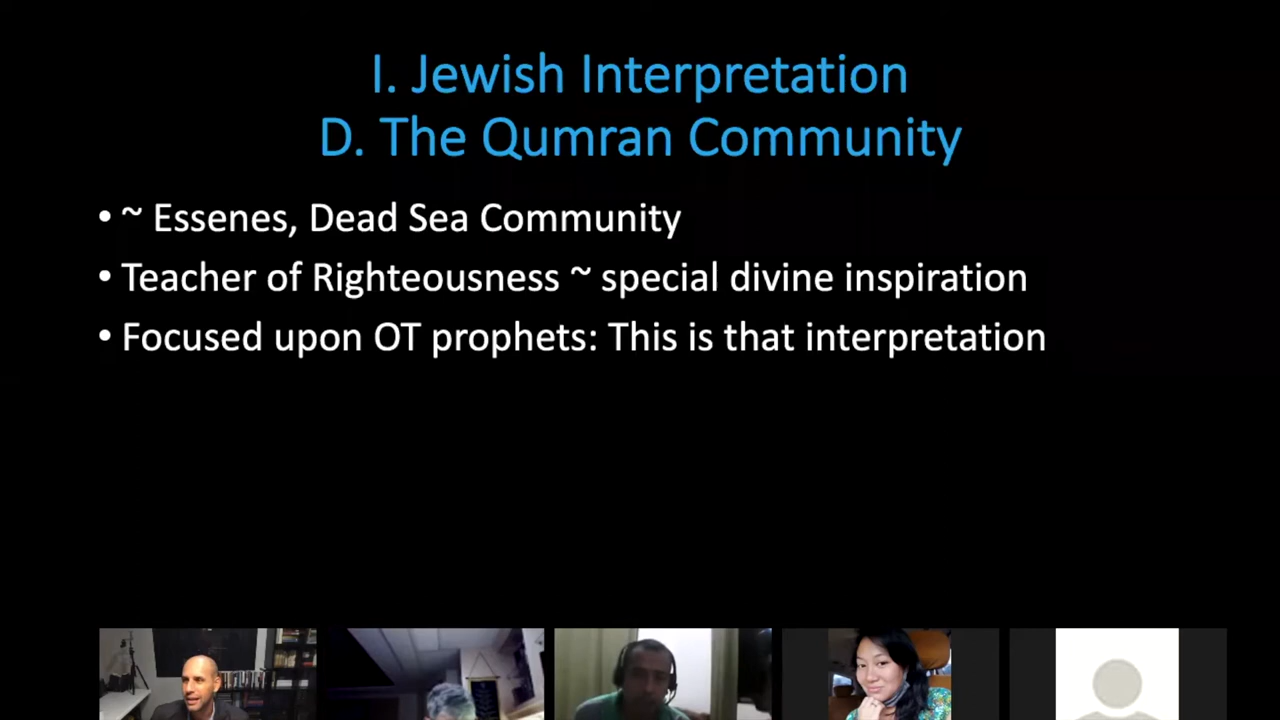 I. Jewish Interpretation
D. The Qumran Community
• ~ Essenes, Dead Sea Community
• Teacher of Righteousness ~ special divine inspiration
• Focused upon OT prophets: This is that interpretation